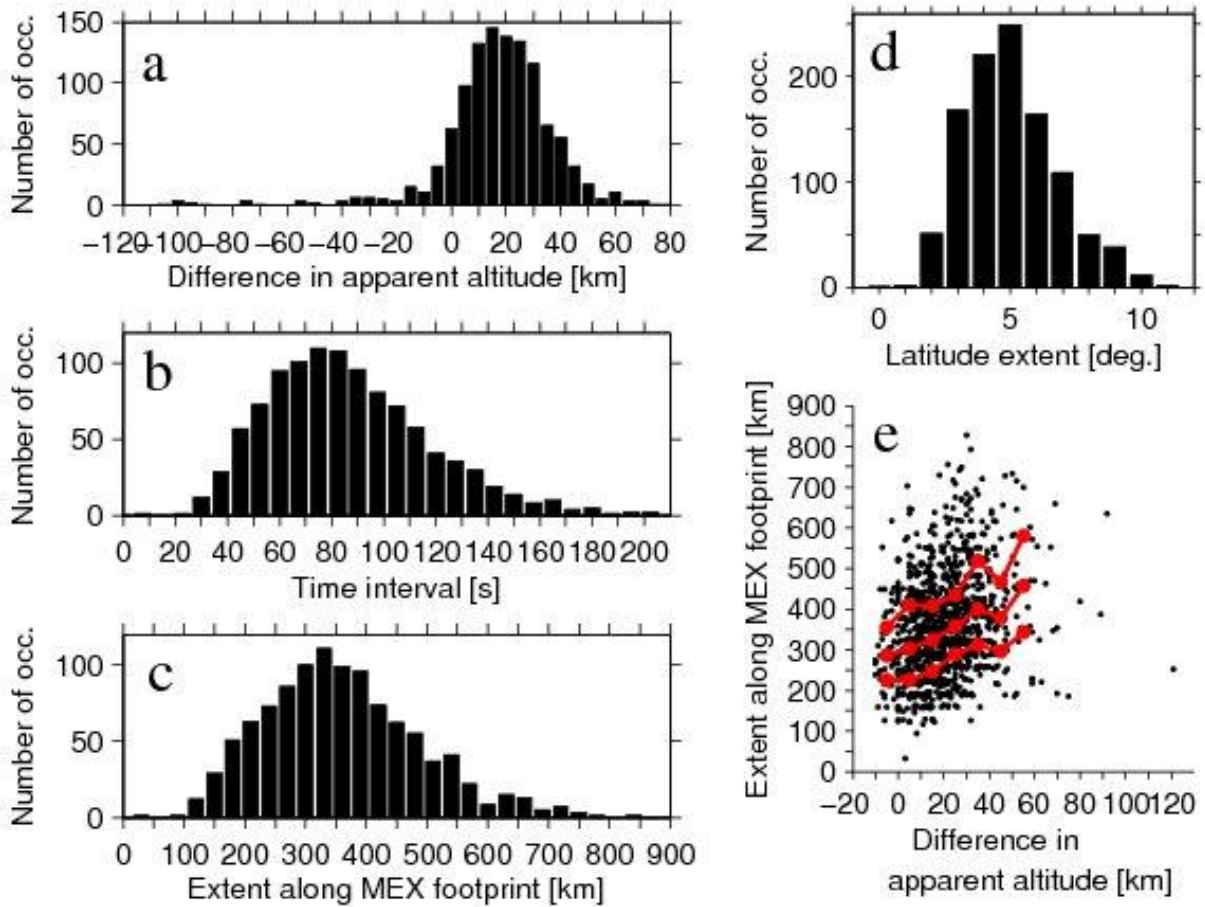 a
Number of occ.
150
100
50
0
−120 −100 −80 −60 −40 −20 0 20 40 60 80
Difference in apparent altitude [km]
b
Number of occ.
100
50
0
0 20 40 60 80 100 120 140 160 180 200
Time interval [s]
c
Number of occ.
100
50
0
0 100 200 300 400 500 600 700 800 900
Extent along MEX footprint [km]
d
Number of occ.
200
100
0
0 5 10
Latitude extent [deg.]
e
Extent along MEX footprint [km]
900
800
700
600
500
400
300
200
100
0
−20 0 20 40 60 80 100 120
Difference in
apparent altitude [km]